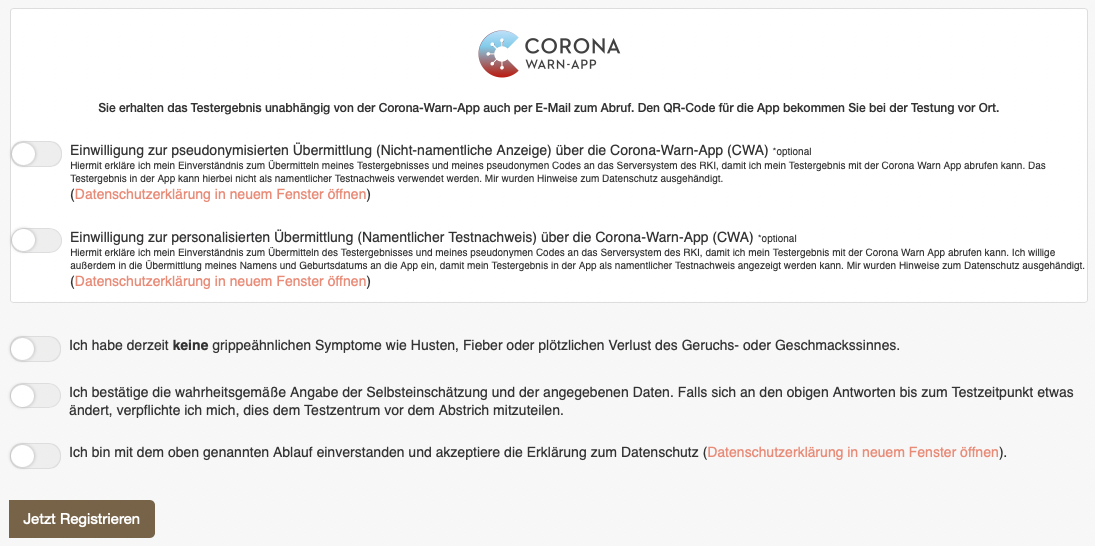 CORONA
WARN-APP
Sie erhalten das Testergebnis unabhängig von der Corona-Warn-App auch per E-Mail zum Abruf. Den QR-Code für die App bekommen Sie bei der Testung vor Ort.
Einwilligung zur pseudonymisierten Übermittlung (Nicht-namentliche Anzeige) über die Corona-Warn-App (CWA) *optional
Hiermit erkläre ich mein Einverständnis zum Übermitteln meines Testergebnisses und meines pseudonymen Codes an das Serversystem des RKI, damit ich mein Testergebnis mit der Corona Warn App abrufen kann. Das
Testergebnis in der App kann hierbei nicht als namentlicher Testnachweis verwendet werden. Mir wurden Hinweise zum Datenschutz ausgehändigt.
(Datenschutzerklärung in neuem Fenster öffnen)
Einwilligung zur personalisierten Übermittlung (Namentlicher Testnachweis) über die Corona-Warn-App (CWA) *optional
Hiermit erkläre ich mein Einverständnis zum Übermitteln des Testergebnisses und meines pseudonymen Codes an das Serversystem des RKI, damit ich mein Testergebnis mit der Corona Warn App abrufen kann. Ich willige
außerdem in die Übermittlung meines Namens und Geburtsdatums an die App ein, damit mein Testergebnis in der App als namentlicher Testnachweis angezeigt werden kann. Mir wurden Hinweise zum Datenschutz ausgehändigt.
(Datenschutzerklärung in neuem Fenster öffnen)
Ich habe derzeit keine grippeähnlichen Symptome wie Husten, Fieber oder plötzlichen Verlust des Geruchs- oder Geschmackssinnes.
Ich bestätige die wahrheitsgemäße Angabe der Selbsteinschätzung und der angegebenen Daten. Falls sich an den obigen Antworten bis zum Testzeitpunkt etwas
ändert, verpflichte ich mich, dies dem Testzentrum vor dem Abstrich mitzuteilen.
Ich bin mit dem oben genannten Ablauf einverstanden und akzeptiere die Erklärung zum Datenschutz (Datenschutzerklärung in neuem Fenster öffnen).
Jetzt Registrieren